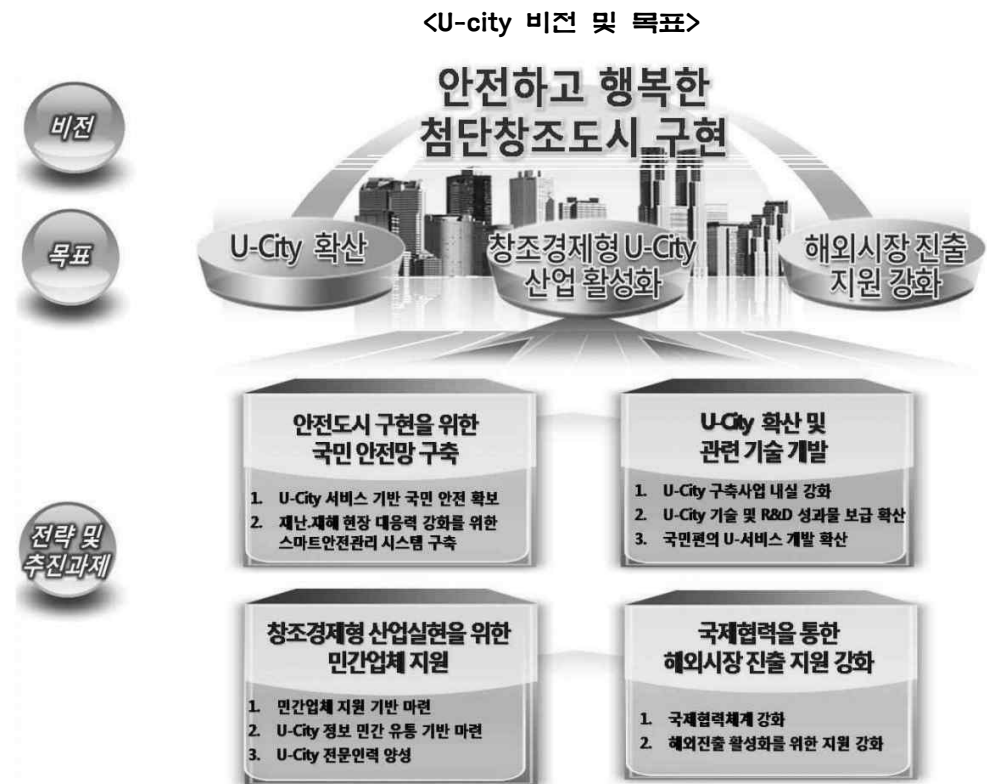 <U-city 비전 및 목표>
비전
안전하고 행복한
첨단창조도시 구현
목표
U-City 확산
창조경제형 U-City
산업 활성화
해외시장 진출
지원 강화
전략 및
추진과제
안전도시 구현을 위한
국민 안전망 구축
1. U-City 서비스 기반 국민 안전 확보
2. 재난.재해 현장 대응력 강화를 위한
스마트안전관리 시스템 구축
U-City 확산 및
관련 기술 개발
1. U-City 구축사업 내실 강화
2. U-City 기술 및 R&D 성과물 보급 확산
3. 국민편의 U-서비스 개발 확산
창조경제형 산업실현을 위한
민간업체 지원
1. 민간업체 지원 기반 마련
2. U-City 정보 민간 유통 기반 마련
3. U-City 전문인력 양성
국제협력을 통한
해외시장 진출 지원 강화
1. 국제협력체계 강화
2. 해외진출 활성화를 위한 지원 강화